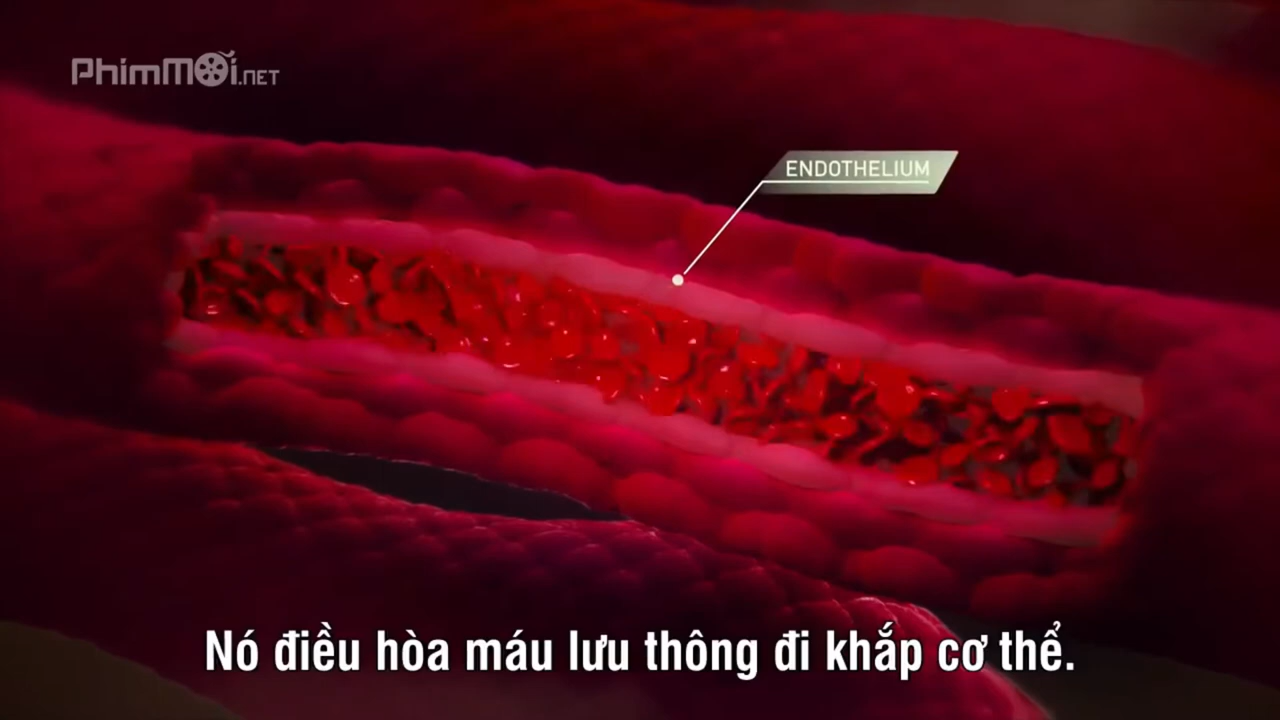 PhimMỚi.NET
ENDOTHELIUM
Nó điều hòa máu lưu thông đi khắp cơ thể.